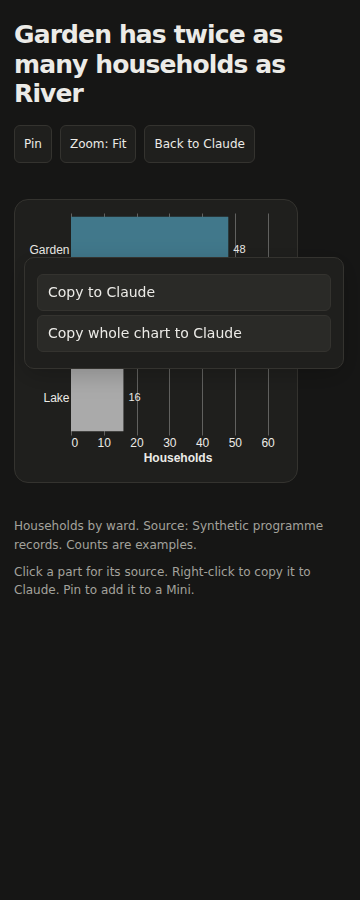 Garden has twice as
many households as
River
Pin
Zoom: Fit
Back to Claude
Garden
48
Copy to Claude
Copy whole chart to Claude
Lake
16
0 10 20 30 40 50 60
Households
Households by ward. Source: Synthetic programme
records. Counts are examples.
Click a part for its source. Right-click to copy it to
Claude. Pin to add it to a Mini.